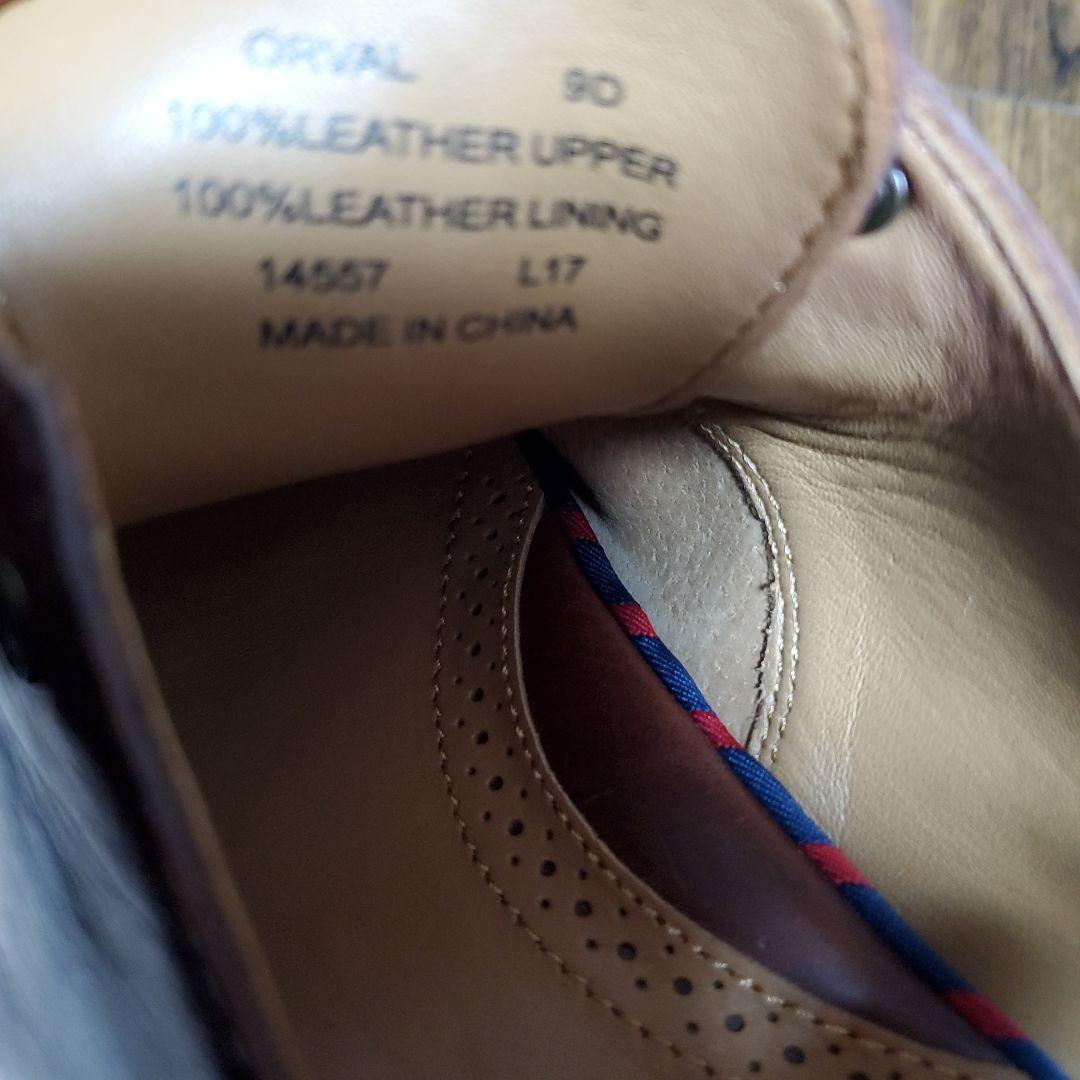 ORVAL 9D
100%LEATHER UPPER
100%LEATHER LINING
14557 L17
MADE IN CHINA